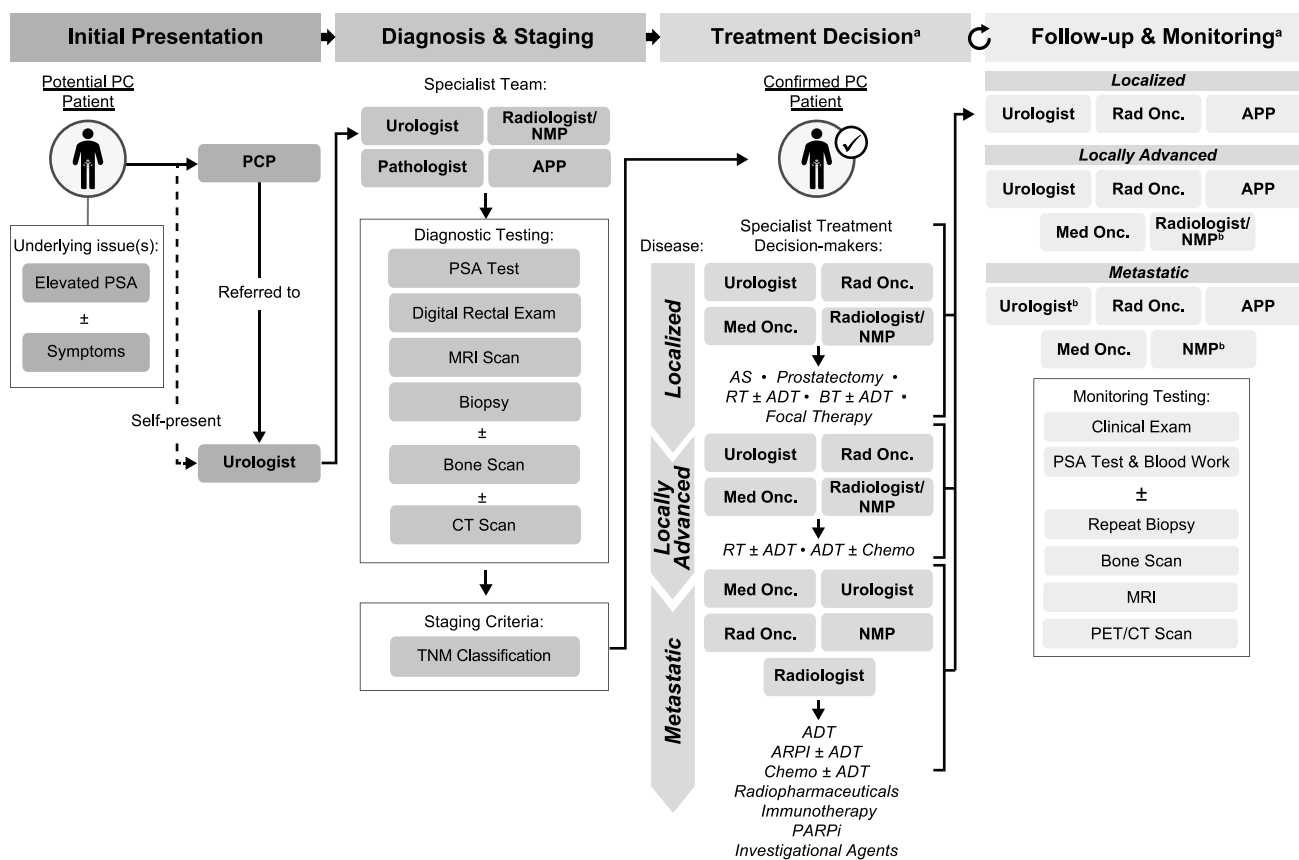 Initial Presentation
Diagnosis & Staging
Treatment Decisionᵃ
Follow-up & Monitoringᵃ
Potential PC
Patient
PCP
Underlying issue(s):
Elevated PSA
±
Symptoms
Referred to
Self-present
Urologist
Specialist Team:
Urologist
Radiologist/
NMP
Pathologist
APP
Diagnostic Testing:
PSA Test
Digital Rectal Exam
MRI Scan
Biopsy
±
Bone Scan
±
CT Scan
Staging Criteria:
TNM Classification
Confirmed PC
Patient
Disease:
Specialist Treatment
Decision-makers:
Localized
Urologist
Rad Onc.
Med Onc.
Radiologist/
NMP
AS • Prostatectomy •
RT ± ADT • BT ± ADT •
Focal Therapy
Locally
Advanced
Urologist
Rad Onc.
Med Onc.
Radiologist/
NMP
RT ± ADT • ADT ± Chemo
Metastatic
Med Onc.
Urologist
Rad Onc.
NMP
Radiologist
ADT
ARPI ± ADT
Chemo ± ADT
Radiopharmaceuticals
Immunotherapy
PARPi
Investigational Agents
Localized
Urologist
Rad Onc.
APP
Locally Advanced
Urologist
Rad Onc.
APP
Med Onc.
Radiologist/
NMPᵇ
Metastatic
Urologistᵇ
Rad Onc.
APP
Med Onc.
NMPᵇ
Monitoring Testing:
Clinical Exam
PSA Test & Blood Work
±
Repeat Biopsy
Bone Scan
MRI
PET/CT Scan